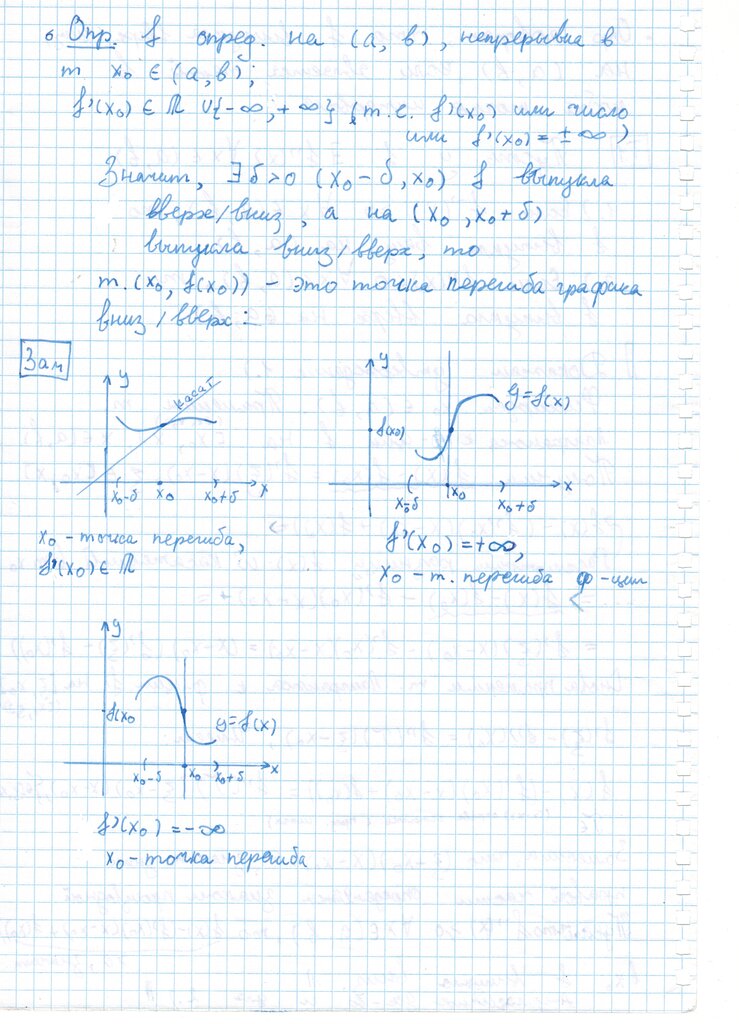 6 Опр. f опред. на (a, b), непрерывна в
т x₀ ∈ (a, b);
f'(x₀) ∈ ℝ ∪{-∞; +∞} (т.е. f'(x₀) или число
или f'(x₀) = ±∞)
Значит, ∃ δ>0 (x₀-δ, x₀) f выпукла
вверх/вниз, а на (x₀, x₀+δ)
выпукла вниз/вверх, то
т. (x₀, f(x₀)) - это точка перегиба графика
вниз/вверх :
Зам
y
касат
x₀-δ x₀ x₀+δ x
x₀ - точка перегиба,
f'(x₀) ∈ ℝ
y
y=f(x)
f(x₀)
x₀-δ x₀ x₀+δ x
f'(x₀) = +∞,
x₀ - т. перегиба ф-ции
y
f(x₀
y=f(x)
x₀-δ x₀ x₀+δ x
f'(x₀) = -∞
x₀ - точка перегиба